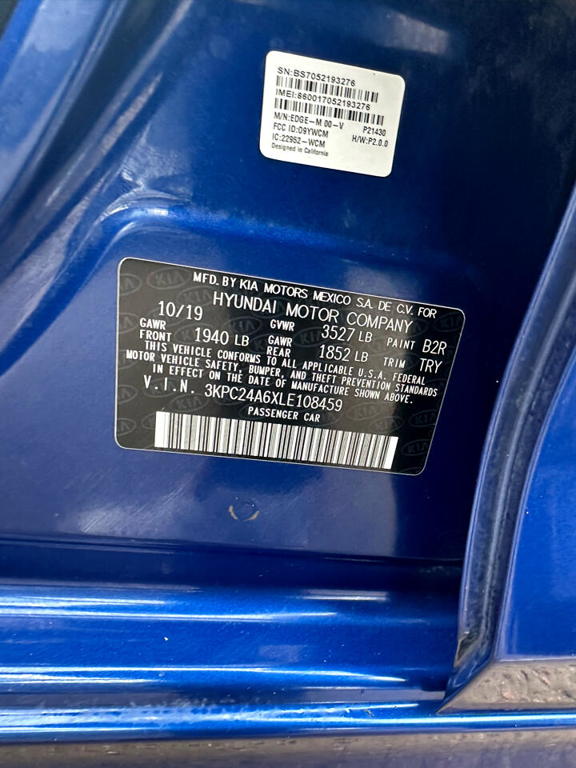 SN:BS7052193276
IMEI:860017052193276
M/N:EDGE-M 00-V P21430
FCC ID:O9YWCM H/W:P2.0.0
IC:22952-WCM
Designed in California
MFD. BY KIA MOTORS MEXICO S.A. DE C.V. FOR
HYUNDAI MOTOR COMPANY
10/19 GVWR 3527 LB PAINT B2R
GAWR FRONT 1940 LB GAWR REAR 1852 LB TRIM TRY
THIS VEHICLE CONFORMS TO ALL APPLICABLE U.S.A. FEDERAL
MOTOR VEHICLE SAFETY, BUMPER, AND THEFT PREVENTION STANDARDS
IN EFFECT ON THE DATE OF MANUFACTURE SHOWN ABOVE.
V.I.N. 3KPC24A6XLE108459
PASSENGER CAR